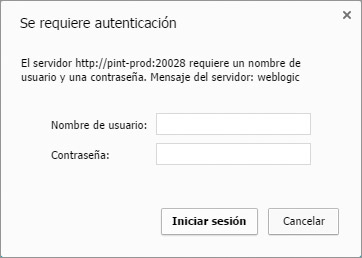 Se requiere autenticación
El servidor http://pint-prod:20028 requiere un nombre de
usuario y una contraseña. Mensaje del servidor: weblogic
Nombre de usuario:
Contraseña:
Iniciar sesión Cancelar